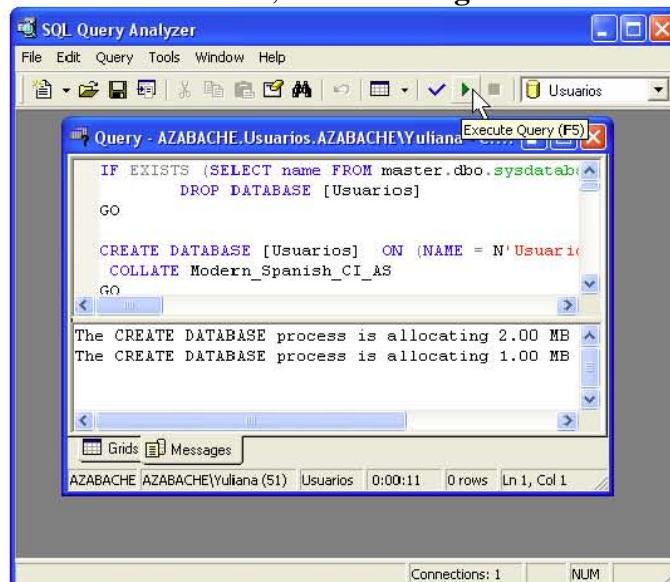 SQL Query Analyzer
File Edit Query Tools Window Help
Usuarios
Execute Query (F5)
Query - AZABACHE.Usuarios.AZABACHE\Yuliana
IF EXISTS (SELECT name FROM master.dbo.sysdatab
DROP DATABASE [Usuarios]
GO
CREATE DATABASE [Usuarios] ON (NAME = N'Usuari
COLLATE Modern_Spanish_CI_AS
GO
The CREATE DATABASE process is allocating 2.00 MB
The CREATE DATABASE process is allocating 1.00 MB
Grids Messages
AZABACHE AZABACHE\Yuliana (51) Usuarios 0:00:11 0 rows Ln 1, Col 1
Connections: 1 NUM